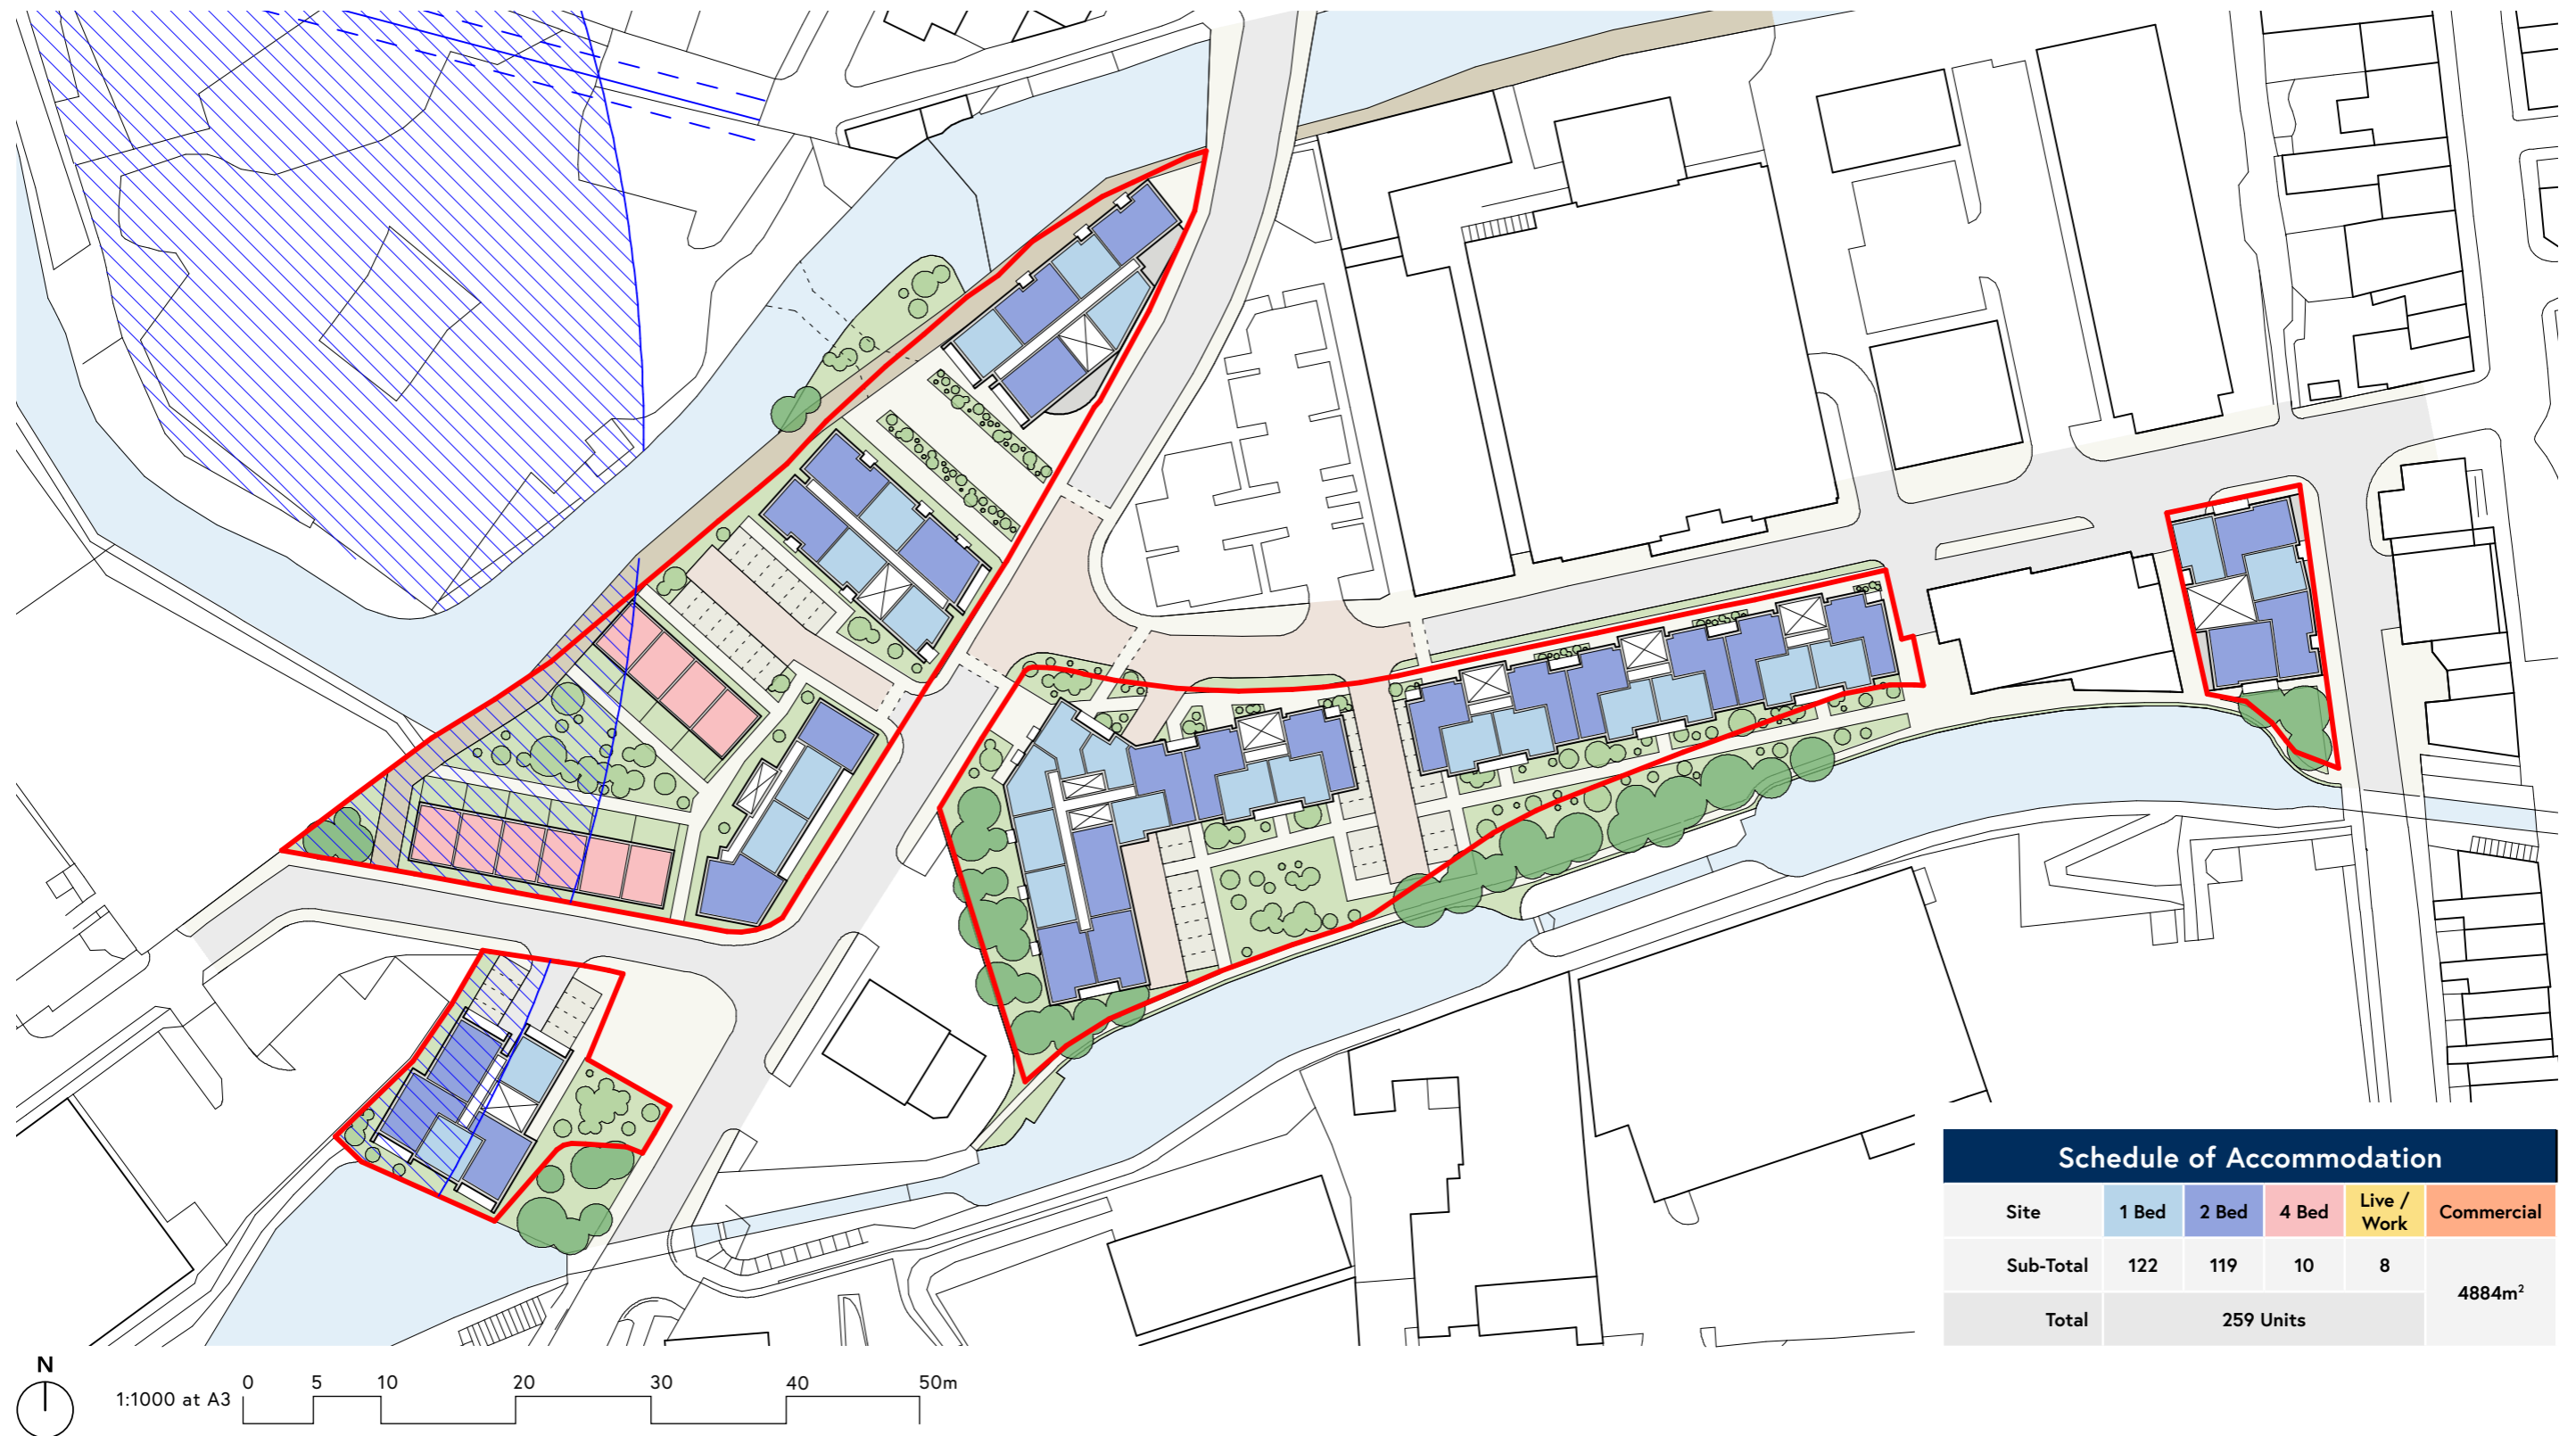 Schedule of Accommodation
Site 1 Bed 2 Bed 4 Bed Live / Work Commercial
Sub-Total 122 119 10 8 4884m²
Total 259 Units
N
1:1000 at A3
0 5 10 20 30 40 50m